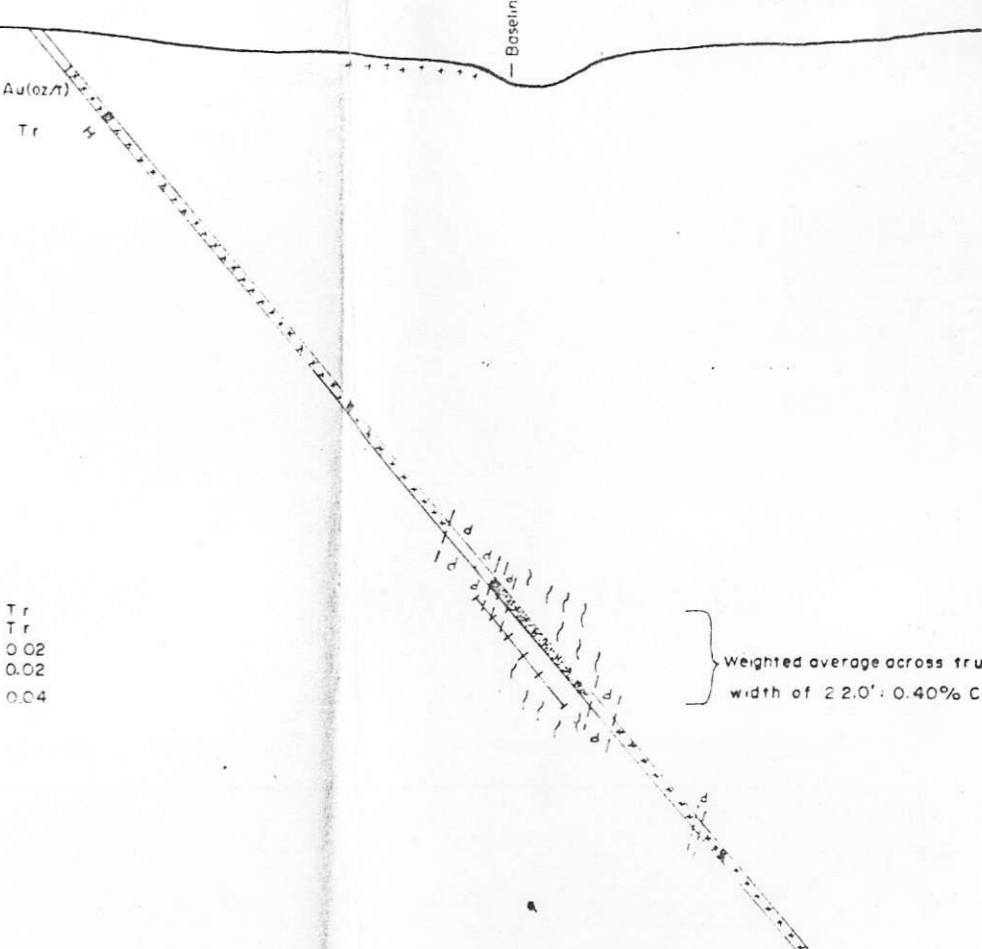 Baselin
Au(oz/T)
Tr
H
d
d
d
d
d
Tr
Tr
0.02
0.02
0.04
Weighted average across tru
width of 22.0': 0.40% C
d
d
d